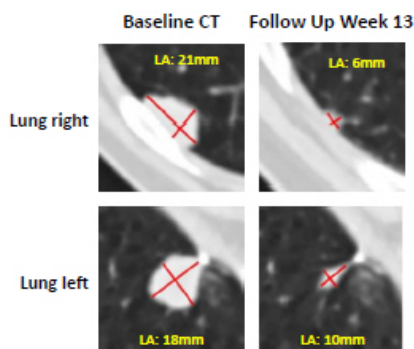 Baseline CT Follow Up Week 13
LA: 21mm LA: 6mm
Lung right
Lung left
LA: 18mm LA: 10mm